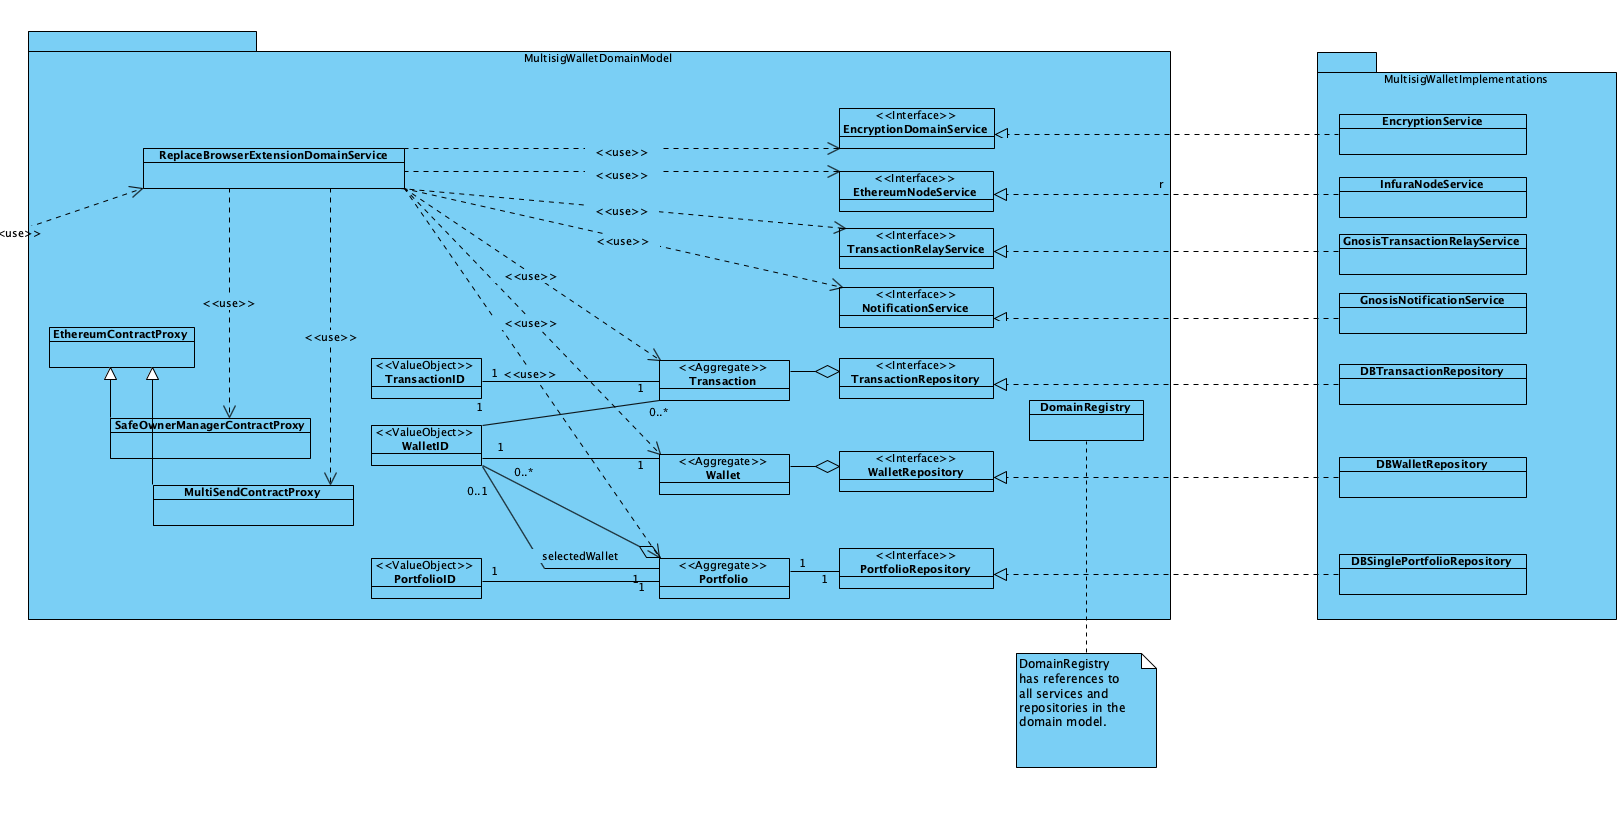 MultisigWalletDomainModel
MultisigWalletImplementations
<<Interface>>
EncryptionDomainService
EncryptionService
ReplaceBrowserExtensionDomainService
<<use>>
<<use>>
<<Interface>>
EthereumNodeService
r
InfuraNodeService
<<use>>
<use>>
<<Interface>>
TransactionRelayService
GnosisTransactionRelayService
<<use>>
<<use>>
<<Interface>>
NotificationService
GnosisNotificationService
<<use>>
<<use>>
<<use>>
EthereumContractProxy
<<use>>
<<ValueObject>>
TransactionID
1
<<use>>
1
<<Aggregate>>
Transaction
<<Interface>>
TransactionRepository
DBTransactionRepository
1
0..*
DomainRegistry
SafeOwnerManagerContractProxy
<<ValueObject>>
WalletID
1
1
<<Aggregate>>
Wallet
<<Interface>>
WalletRepository
DBWalletRepository
0..*
0..1
MultiSendContractProxy
selectedWallet
<<ValueObject>>
PortfolioID
1
1
1
<<Aggregate>>
Portfolio
1
1
<<Interface>>
PortfolioRepository
DBSinglePortfolioRepository
DomainRegistry
has references to
all services and
repositories in the
domain model.